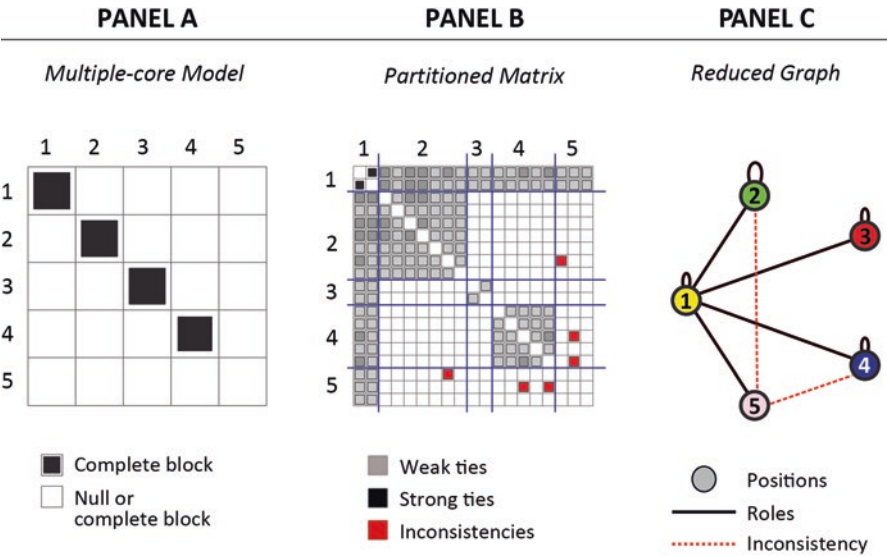 PANEL A
PANEL B
PANEL C
Multiple-core Model
Partitioned Matrix
Reduced Graph
1 2 3 4 5
1
2
3
4
5
Complete block
Null or
complete block
1 2 3 4 5
1
2
3
4
5
Weak ties
Strong ties
Inconsistencies
2
3
1
4
5
Positions
Roles
Inconsistency